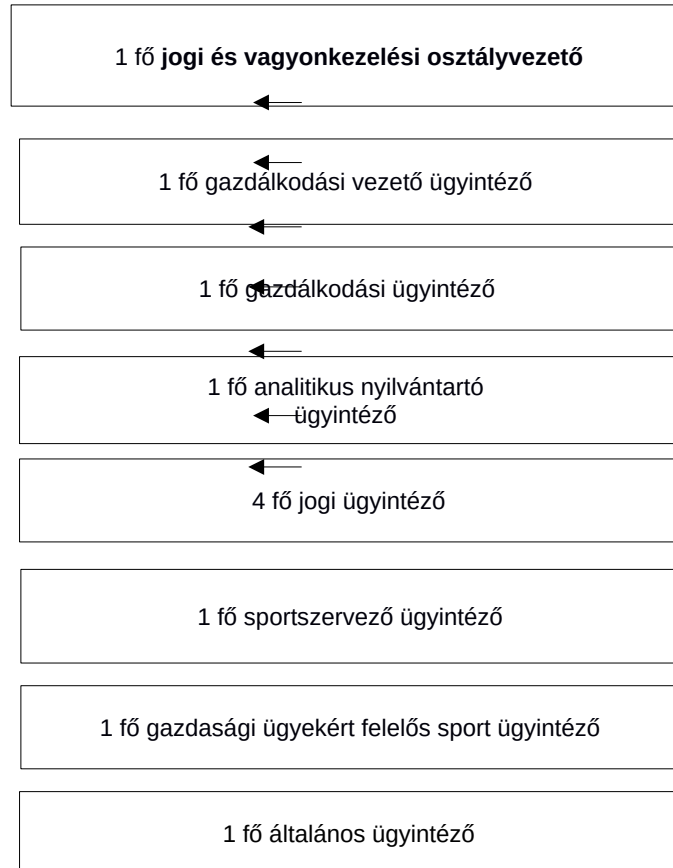 1 fő jogi és vagyonkezelési osztályvezető
1 fő gazdálkodási vezető ügyintéző
1 fő gazdálkodási ügyintéző
1 fő analitikus nyilvántartó
ügyintéző
4 fő jogi ügyintéző
1 fő sportszervező ügyintéző
1 fő gazdasági ügyekért felelős sport ügyintéző
1 fő általános ügyintéző